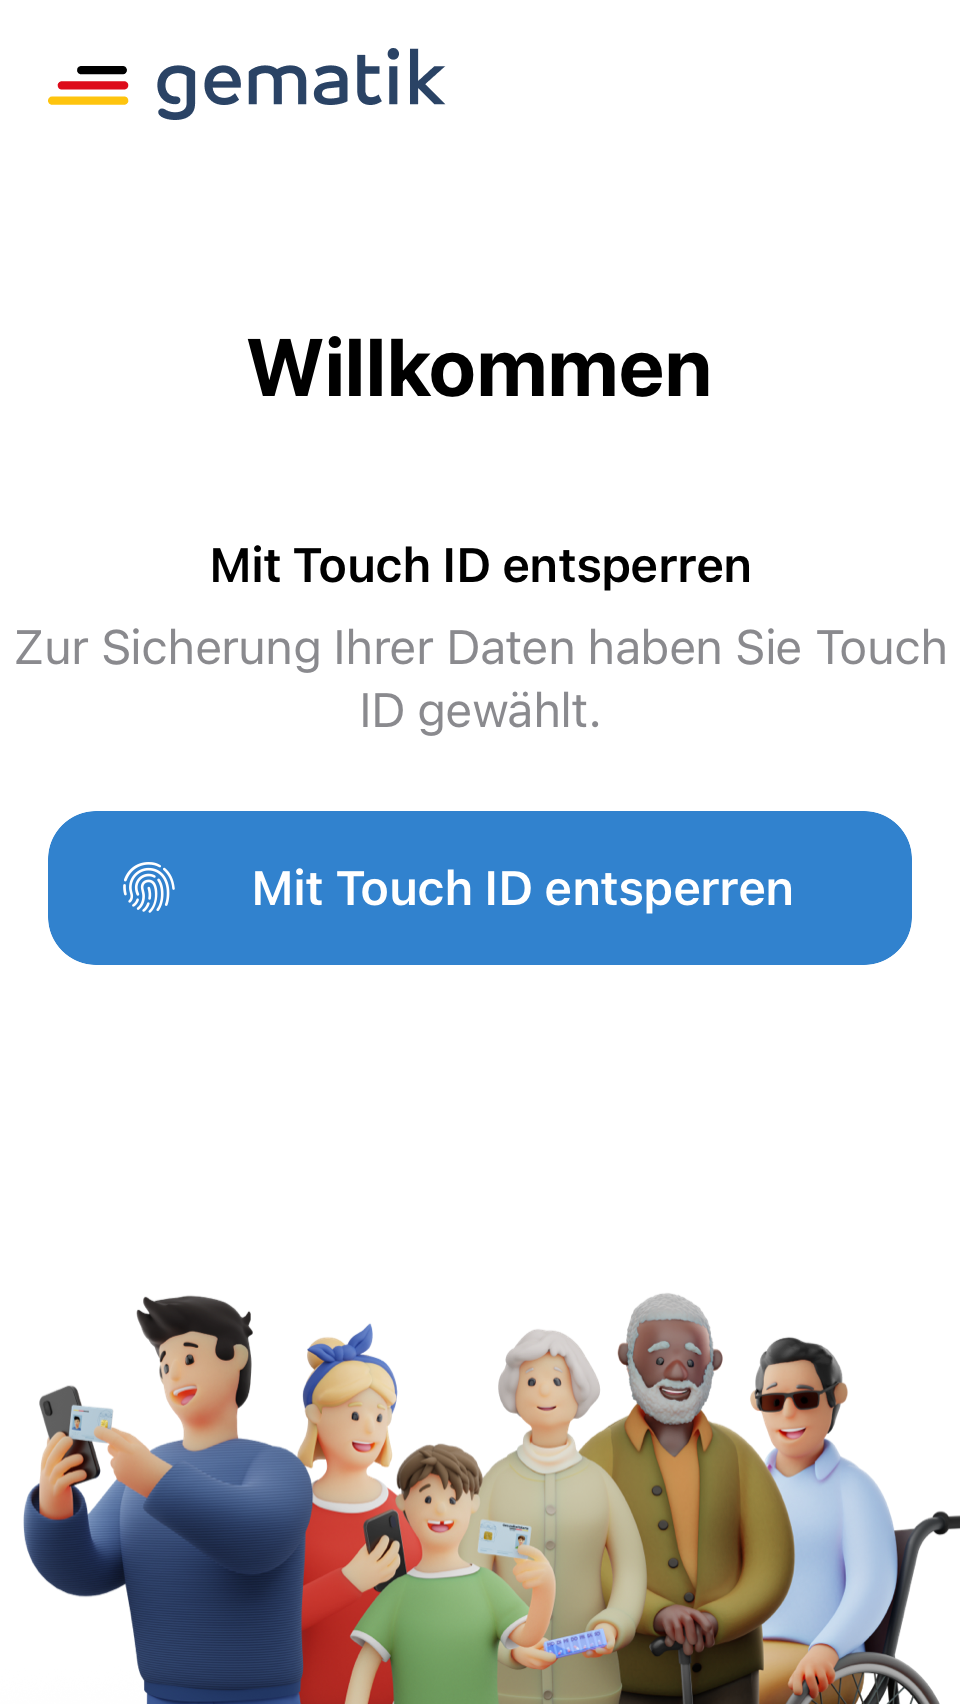 gematik
Willkommen
Mit Touch ID entsperren
Zur Sicherung Ihrer Daten haben Sie Touch
ID gewählt.
Mit Touch ID entsperren